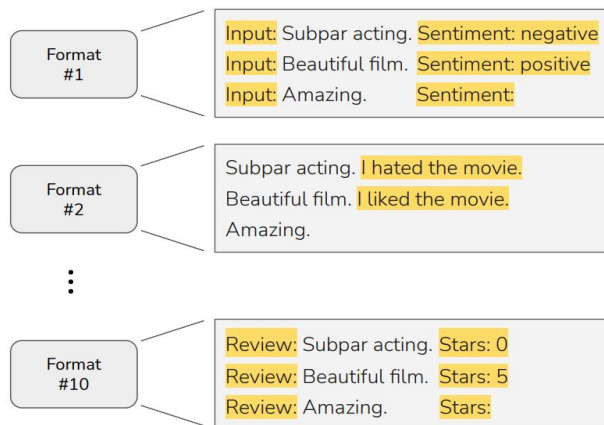 Format
#1
Input: Subpar acting. Sentiment: negative
Input: Beautiful film. Sentiment: positive
Input: Amazing. Sentiment:
Format
#2
Subpar acting. I hated the movie.
Beautiful film. I liked the movie.
Amazing.
Format
#10
Review: Subpar acting. Stars: 0
Review: Beautiful film. Stars: 5
Review: Amazing. Stars: